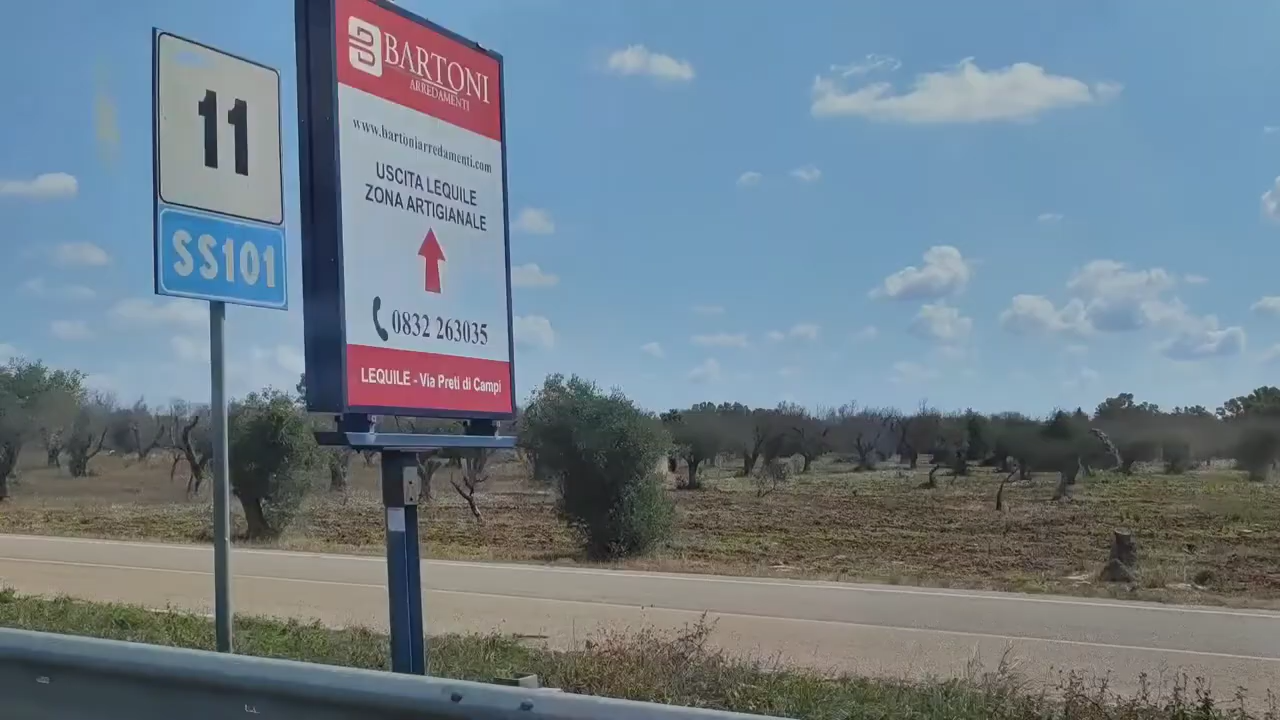 11
SS101
BARTONI
ARREDAMENTI
www.bartoniarredamenti.com
USCITA LEQUILE
ZONA ARTIGIANALE
0832 263035
LEQUILE - Via Preti di Campi